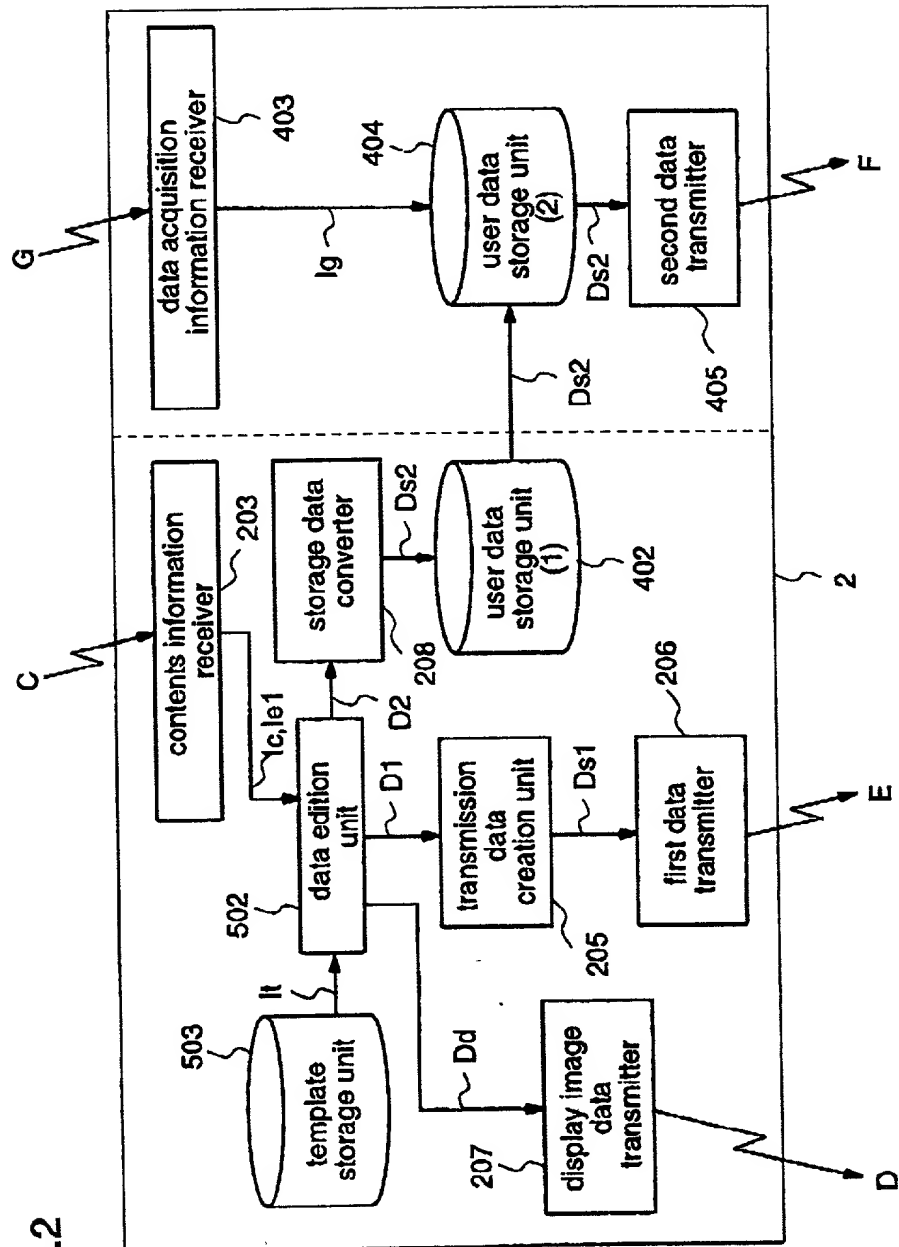 .2
G
data acquisition
information receiver
403
Ig
404
user data
storage unit
(2)
Ds2
second data
transmitter
405
F
Ds2
C
contents information
receiver
203
Ic,Ie1
storage data
converter
208
Ds2
user data
storage unit
(1)
402
2
502
data edition
unit
D2
D1
transmission
data
creation unit
205
Ds1
206
first data
transmitter
E
503
template
storage unit
It
Dd
207
display image
data
transmitter
D